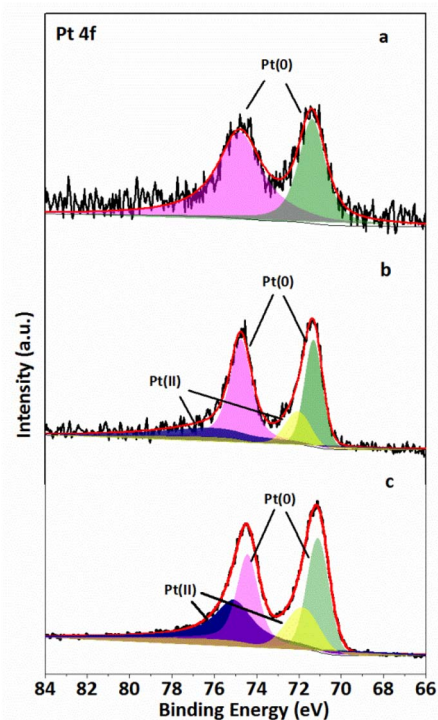 Pt 4f
a
Pt(0)
b
Pt(0)
Pt(II)
c
Pt(0)
Pt(II)
Intensity (a.u.)
84 82 80 78 76 74 72 70 68 66
Binding Energy (eV)